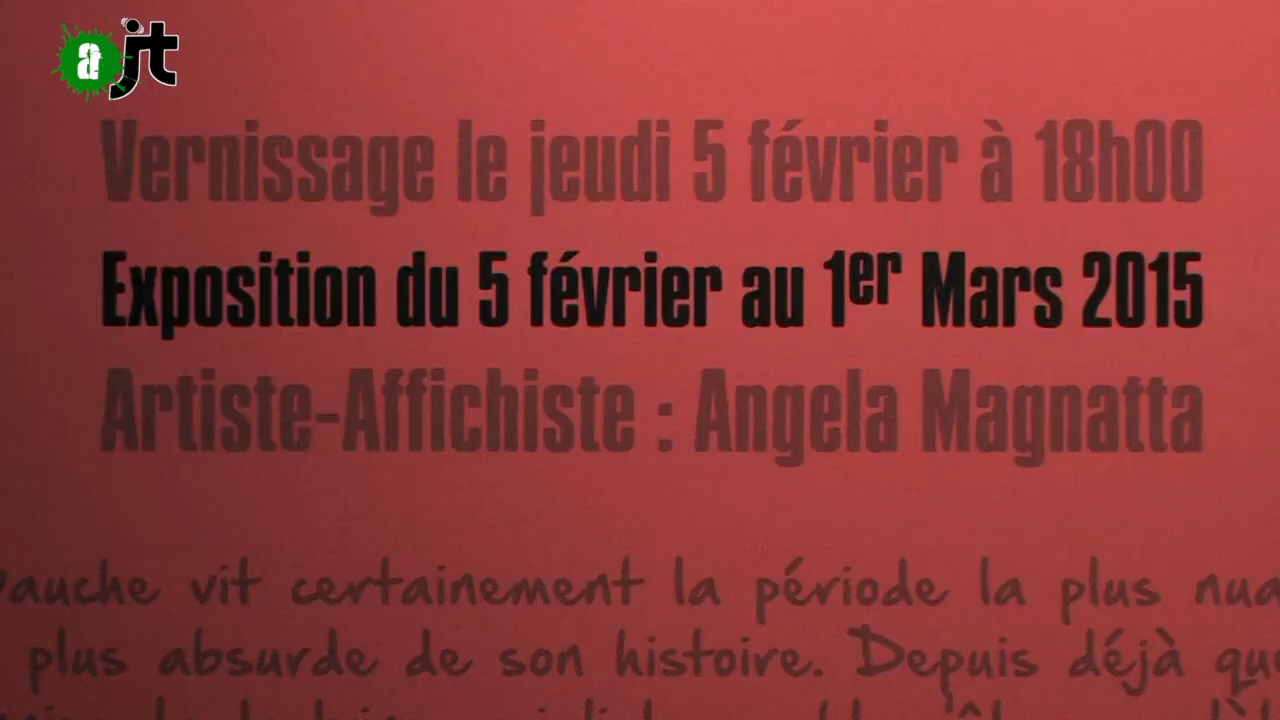 ajt
Vernissage le jeudi 5 février à 18h00
Exposition du 5 février au 1er Mars 2015
Artiste-Affichiste : Angela Magnatta
vit certainement la période la plus
plus absurde de son histoire. Depuis déjà